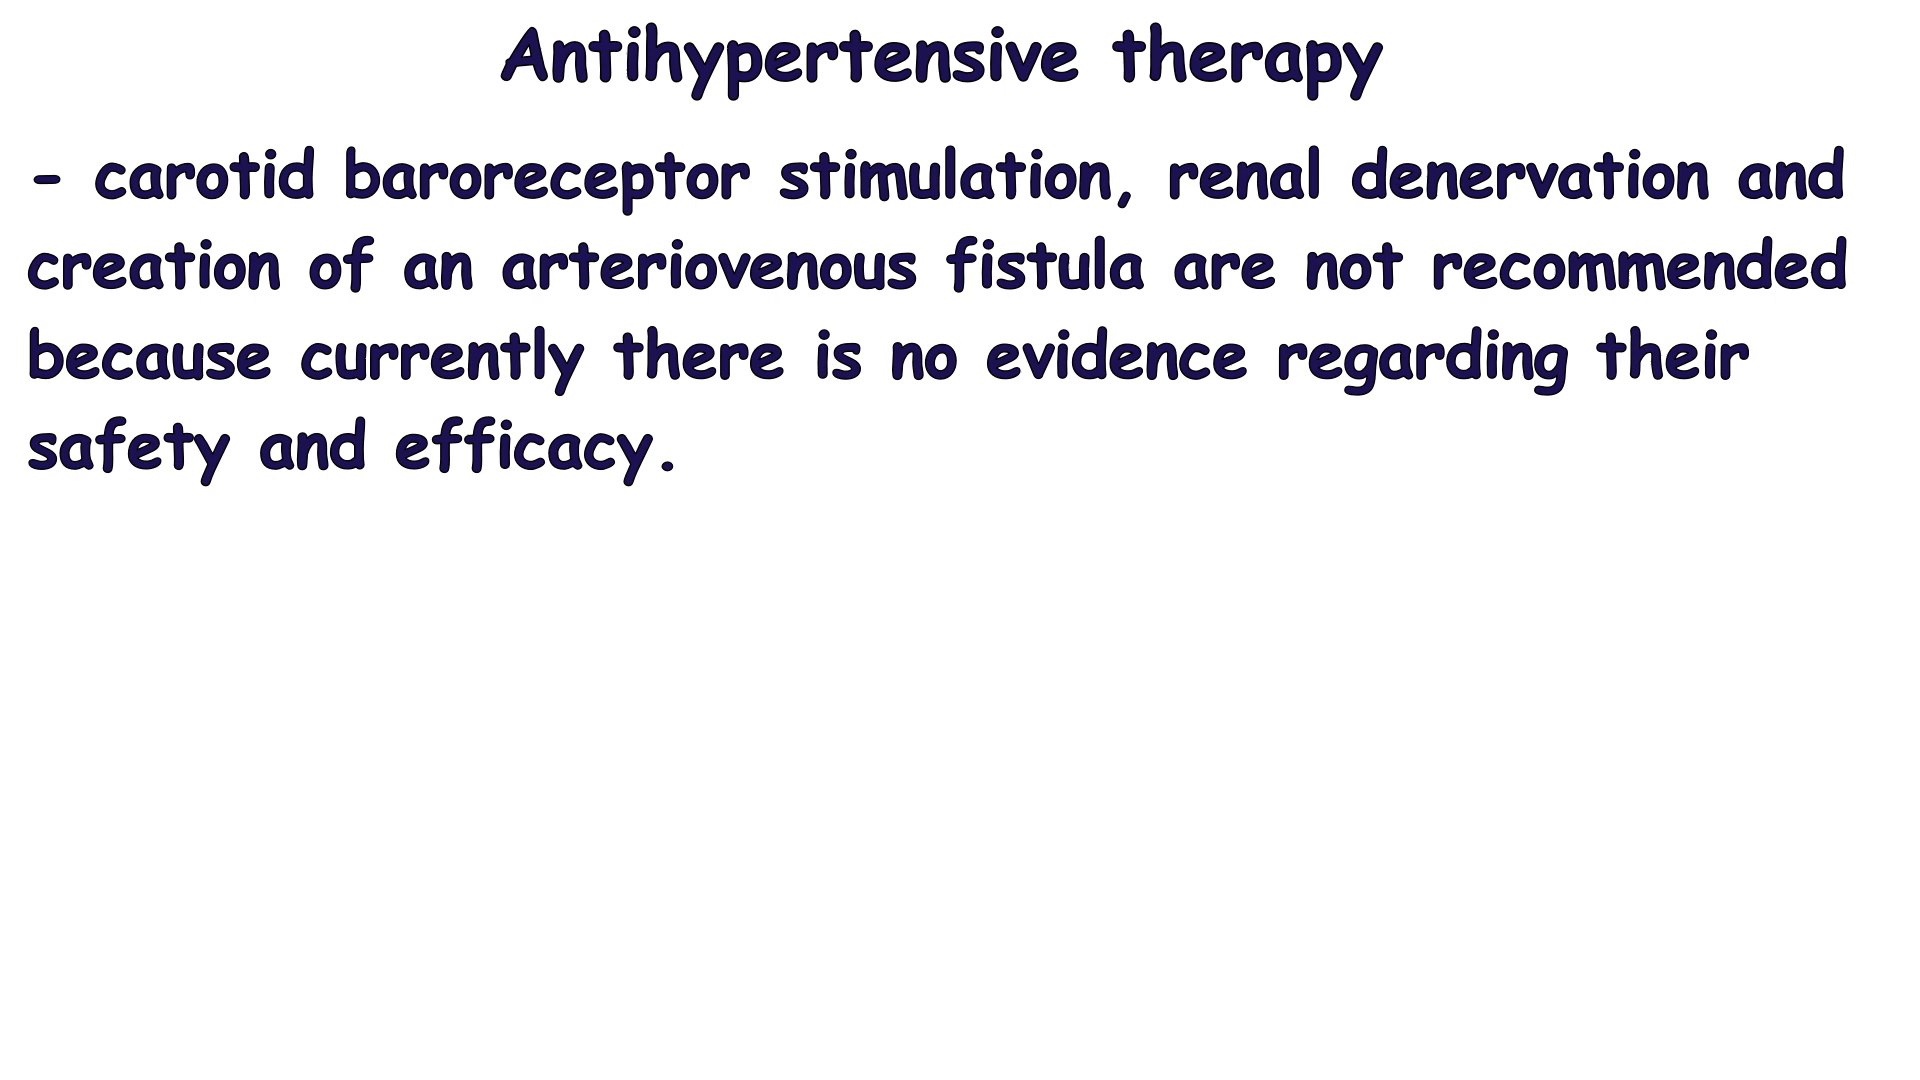 Antihypertensive therapy
- carotid baroreceptor stimulation, renal denervation and
creation of an arteriovenous fistula are not recommended
because currently there is no evidence regarding their
safety and efficacy.